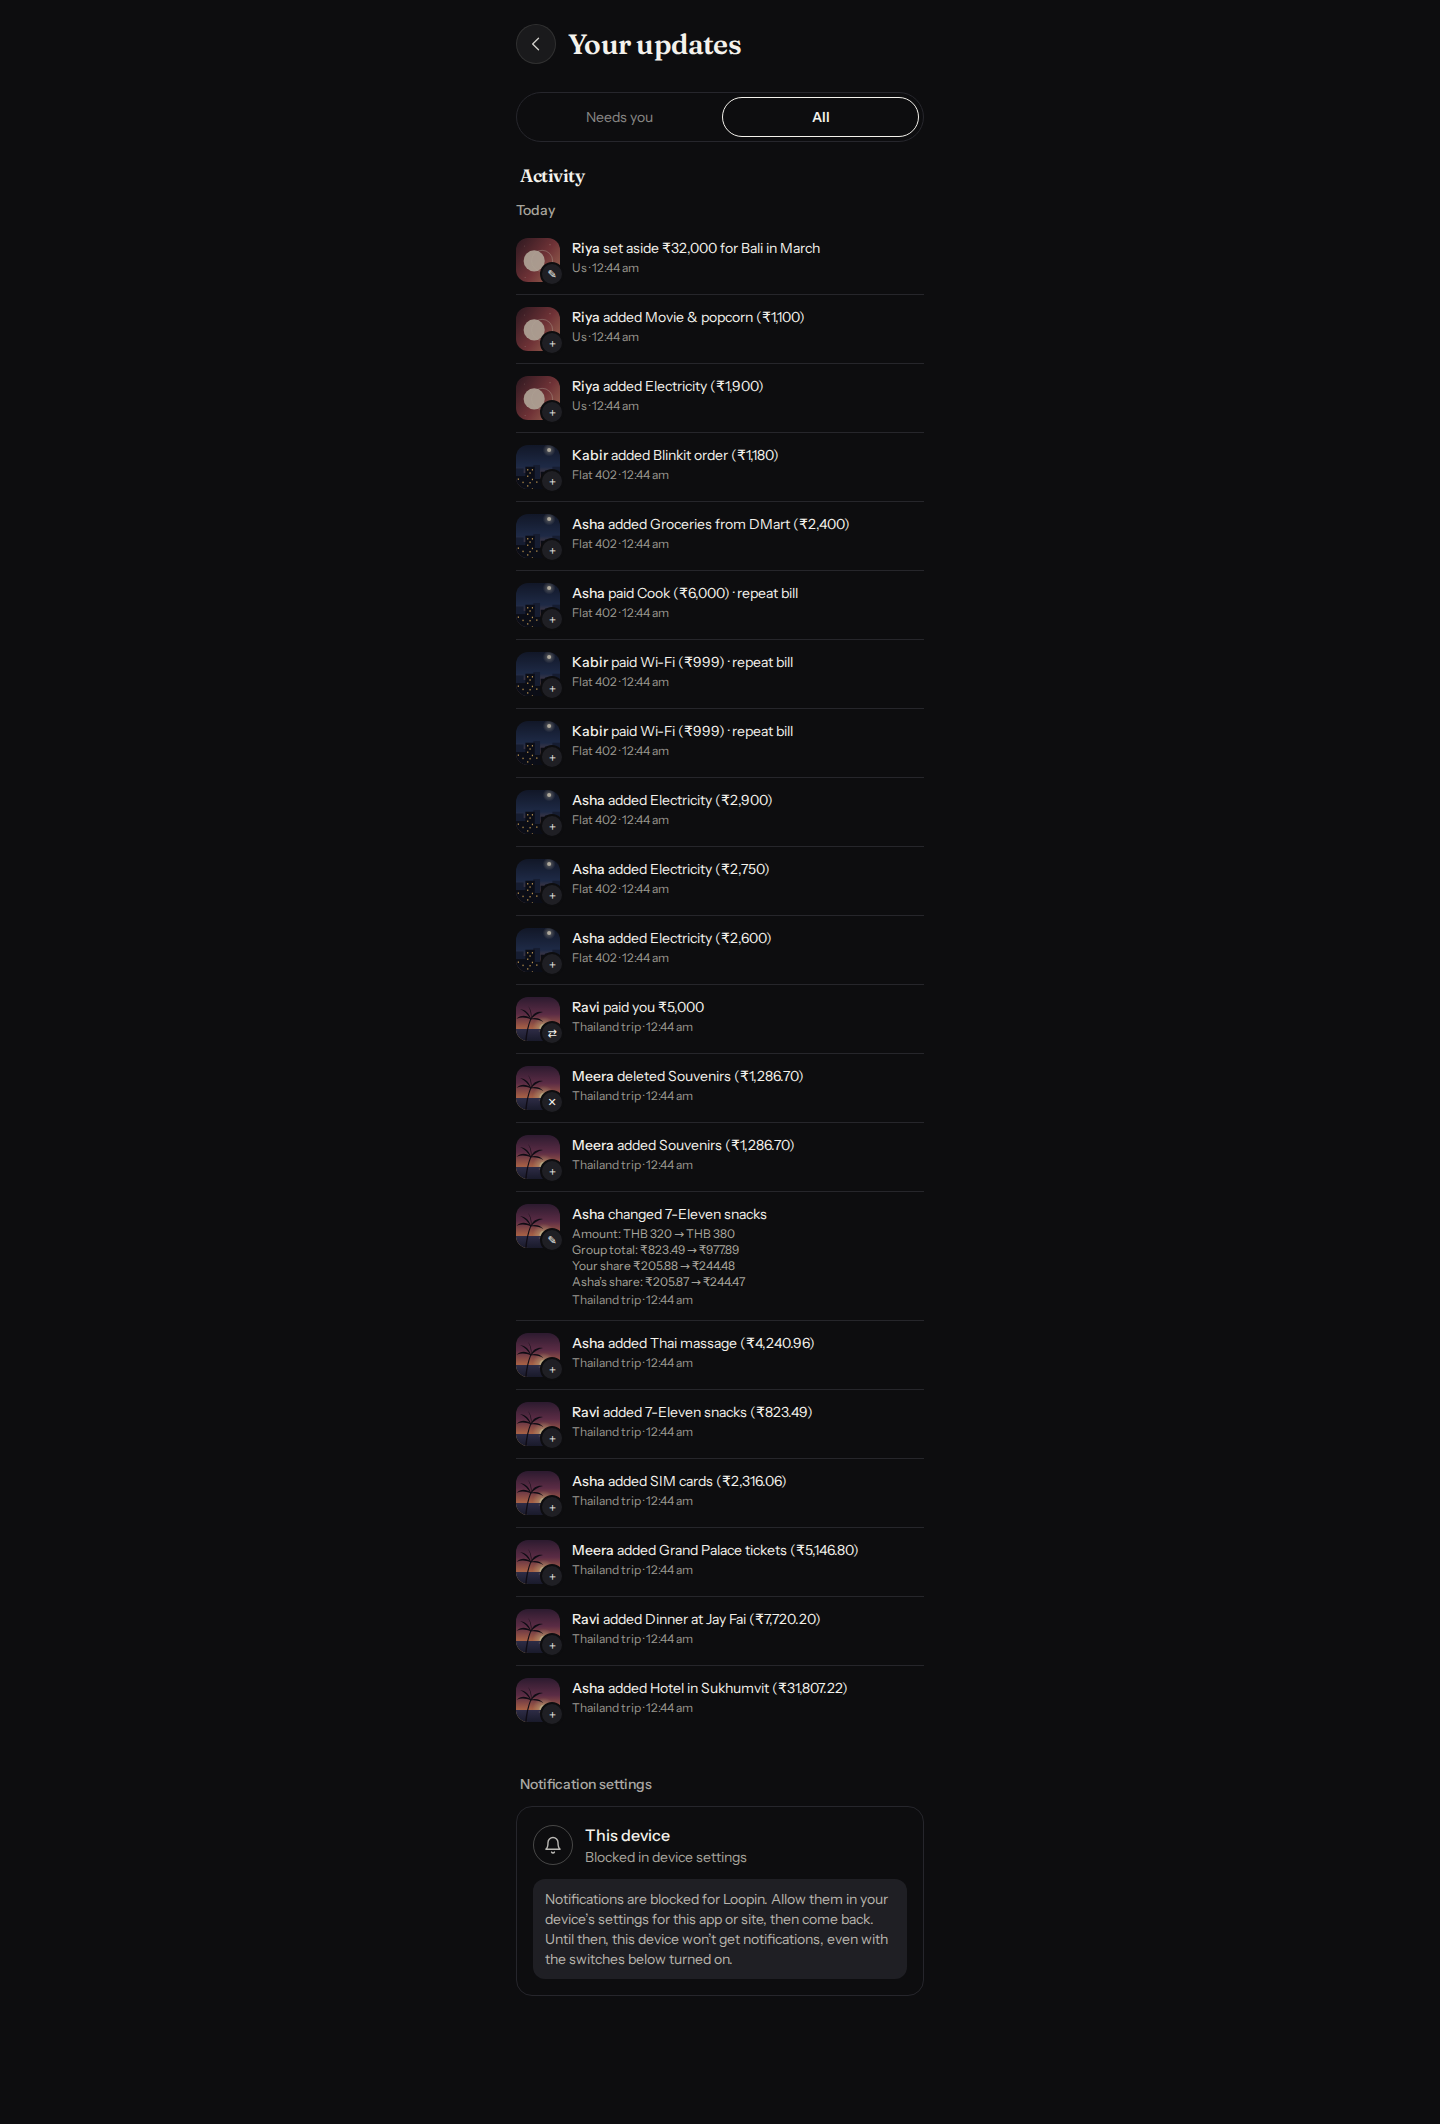 Your updates
Needs you
All
Activity
Today
Riya set aside ₹32,000 for Bali in March
Us · 12:44 am
Riya added Movie & popcorn (₹1,100)
Us · 12:44 am
Riya added Electricity (₹1,900)
Us · 12:44 am
Kabir added Blinkit order (₹1,180)
Flat 402 · 12:44 am
Asha added Groceries from DMart (₹2,400)
Flat 402 · 12:44 am
Asha paid Cook (₹6,000) · repeat bill
Flat 402 · 12:44 am
Kabir paid Wi-Fi (₹999) · repeat bill
Flat 402 · 12:44 am
Kabir paid Wi-Fi (₹999) · repeat bill
Flat 402 · 12:44 am
Asha added Electricity (₹2,900)
Flat 402 · 12:44 am
Asha added Electricity (₹2,750)
Flat 402 · 12:44 am
Asha added Electricity (₹2,600)
Flat 402 · 12:44 am
Ravi paid you ₹5,000
Thailand trip · 12:44 am
Meera deleted Souvenirs (₹1,286.70)
Thailand trip · 12:44 am
Meera added Souvenirs (₹1,286.70)
Thailand trip · 12:44 am
Asha changed 7-Eleven snacks
Amount: THB 320 → THB 380
Group total: ₹823.49 → ₹977.89
Your share ₹205.88 → ₹244.48
Asha's share: ₹205.87 → ₹244.47
Thailand trip · 12:44 am
Asha added Thai massage (₹4,240.96)
Thailand trip · 12:44 am
Ravi added 7-Eleven snacks (₹823.49)
Thailand trip · 12:44 am
Asha added SIM cards (₹2,316.06)
Thailand trip · 12:44 am
Meera added Grand Palace tickets (₹5,146.80)
Thailand trip · 12:44 am
Ravi added Dinner at Jay Fai (₹7,720.20)
Thailand trip · 12:44 am
Asha added Hotel in Sukhumvit (₹31,807.22)
Thailand trip · 12:44 am
Notification settings
This device
Blocked in device settings
Notifications are blocked for Loopin. Allow them in your
device's settings for this app or site, then come back.
Until then, this device won't get notifications, even with
the switches below turned on.